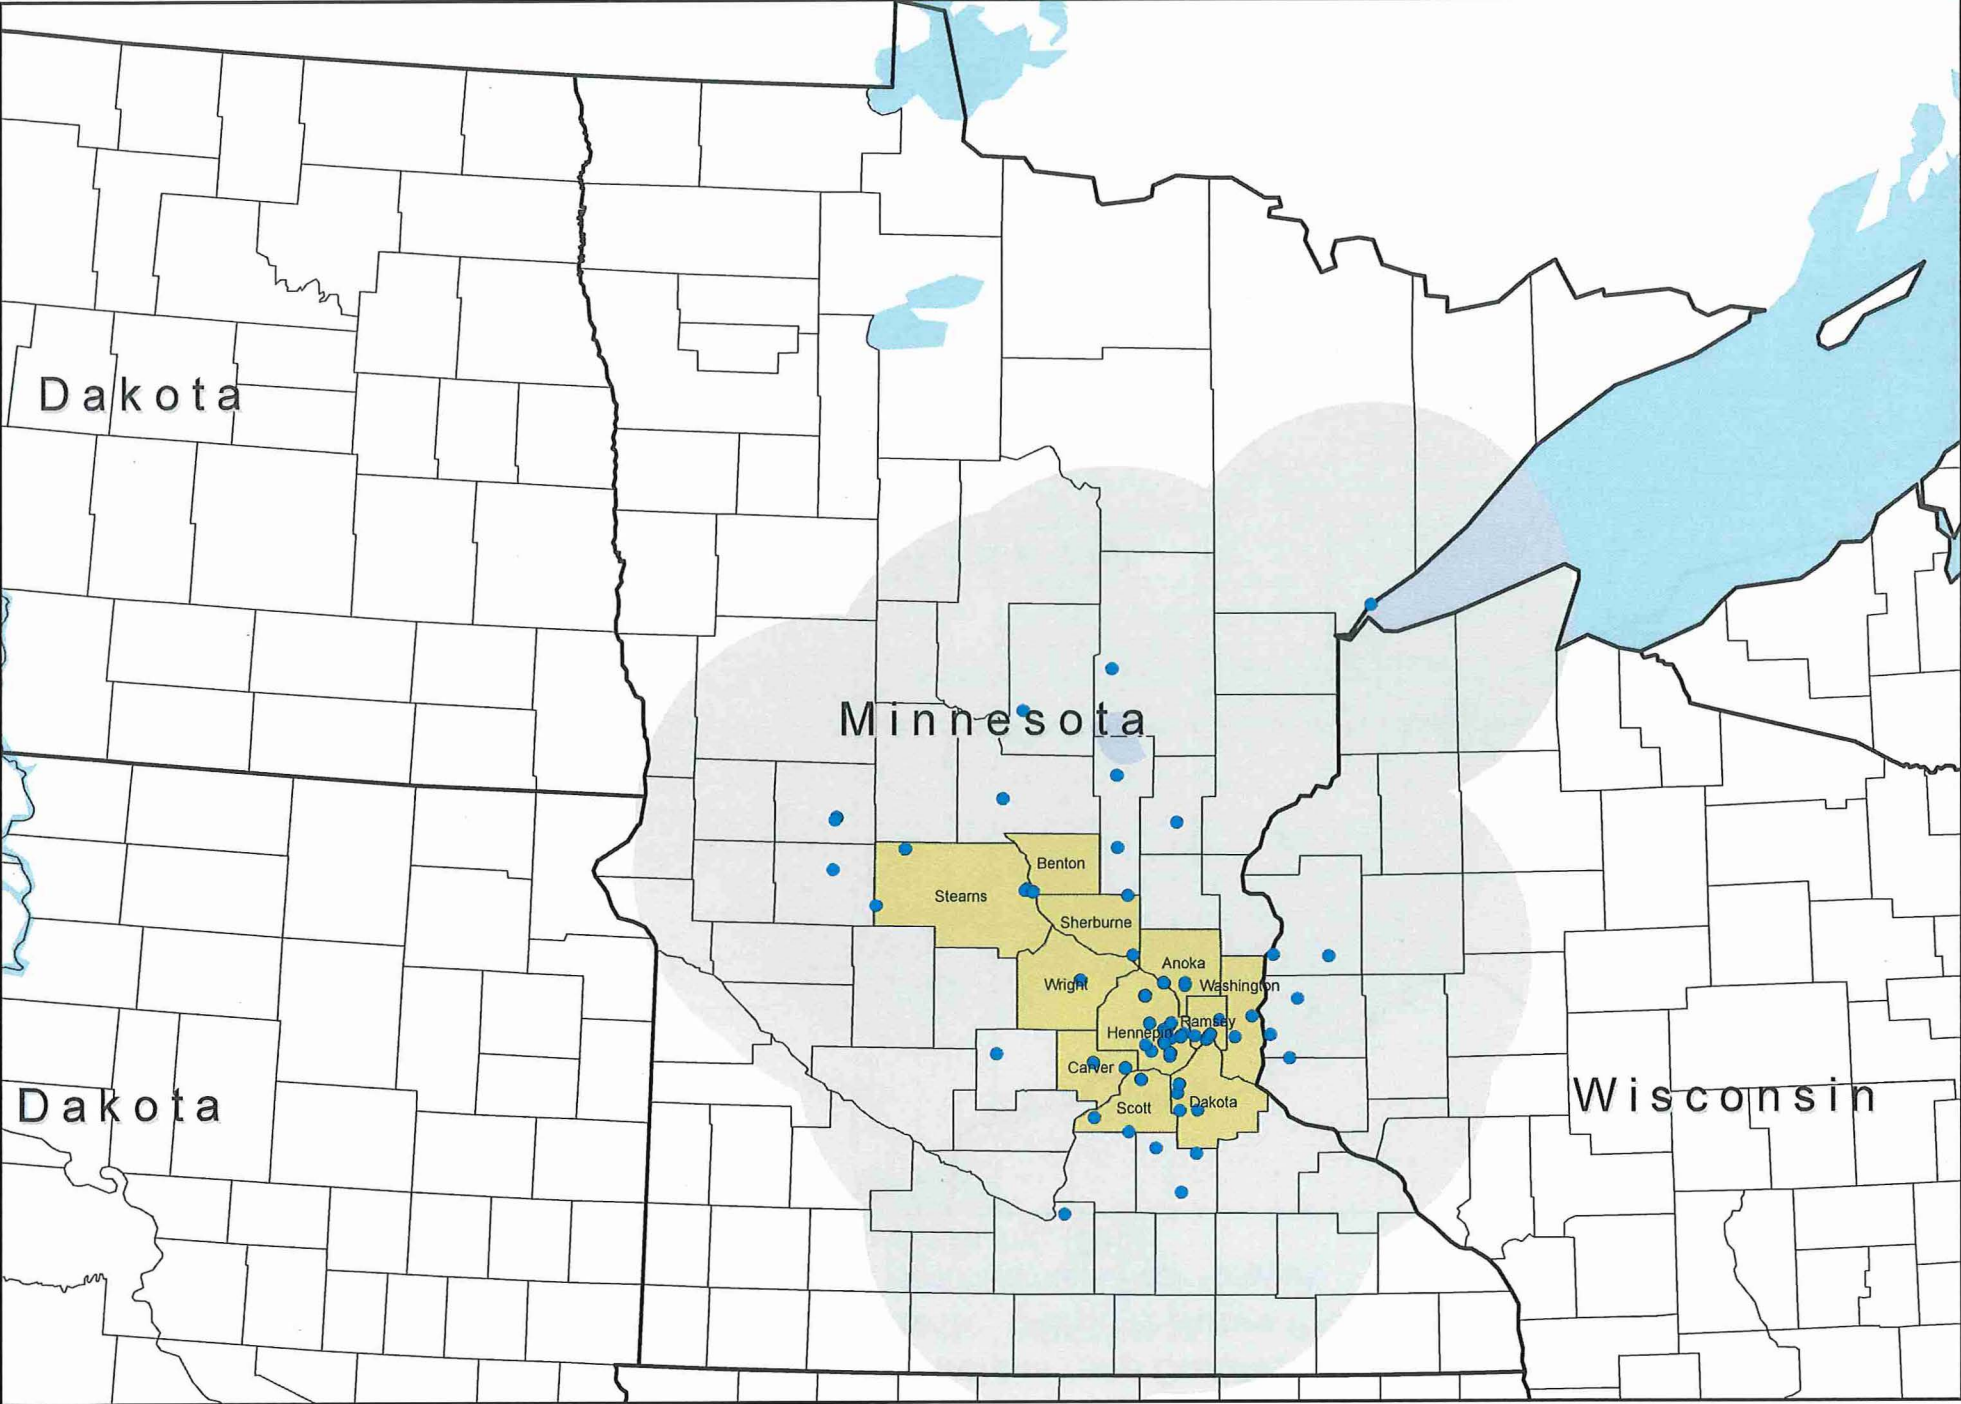 Dakota
Minnesota
Benton
Stearns
Sherburne
Anoka
Wright
Washington
Ramsey
Hennepin
Carver
Scott
Dakota
Wisconsin
Dakota